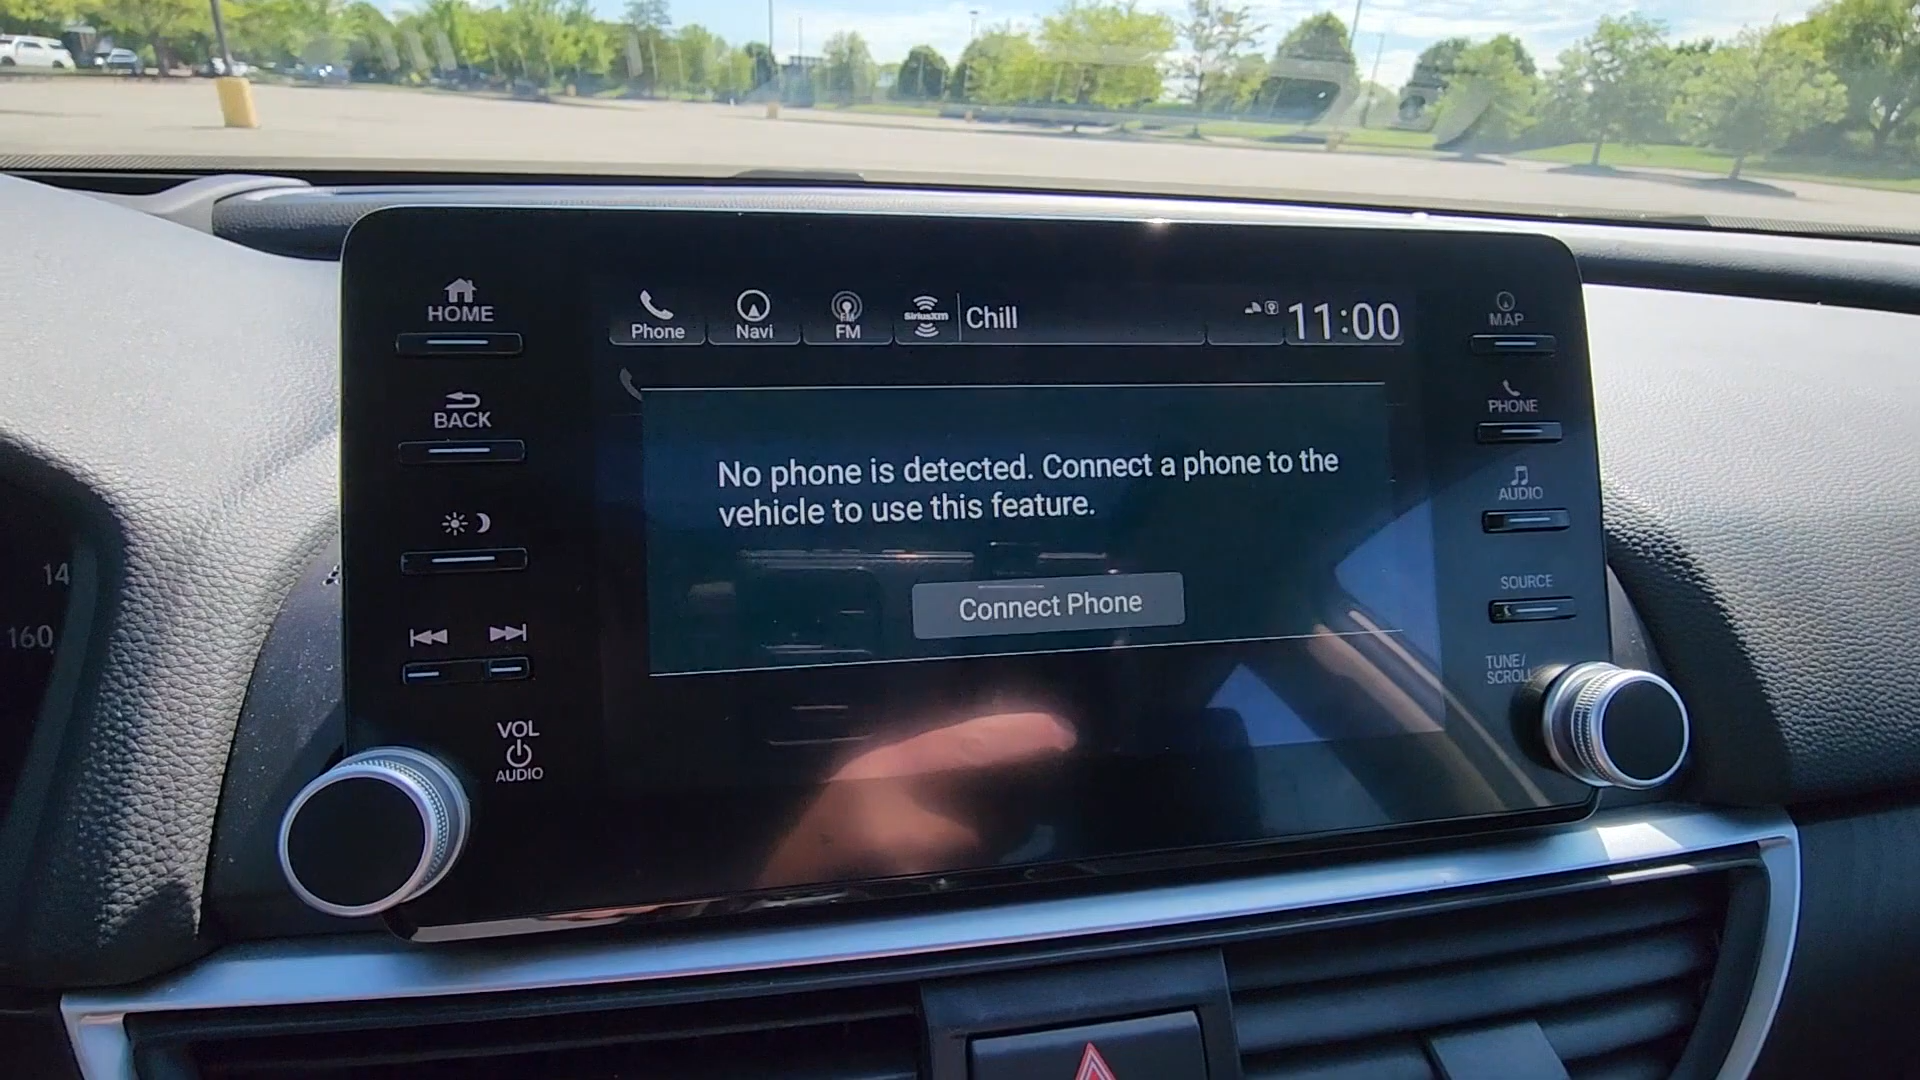 HOME
BACK
VOL
AUDIO
Phone
Navi
FM
SiriusXM
Chill
11:00
No phone is detected. Connect a phone to the
vehicle to use this feature.
Connect Phone
MAP
PHONE
AUDIO
SOURCE
TUNE/
SCROLL
14
160